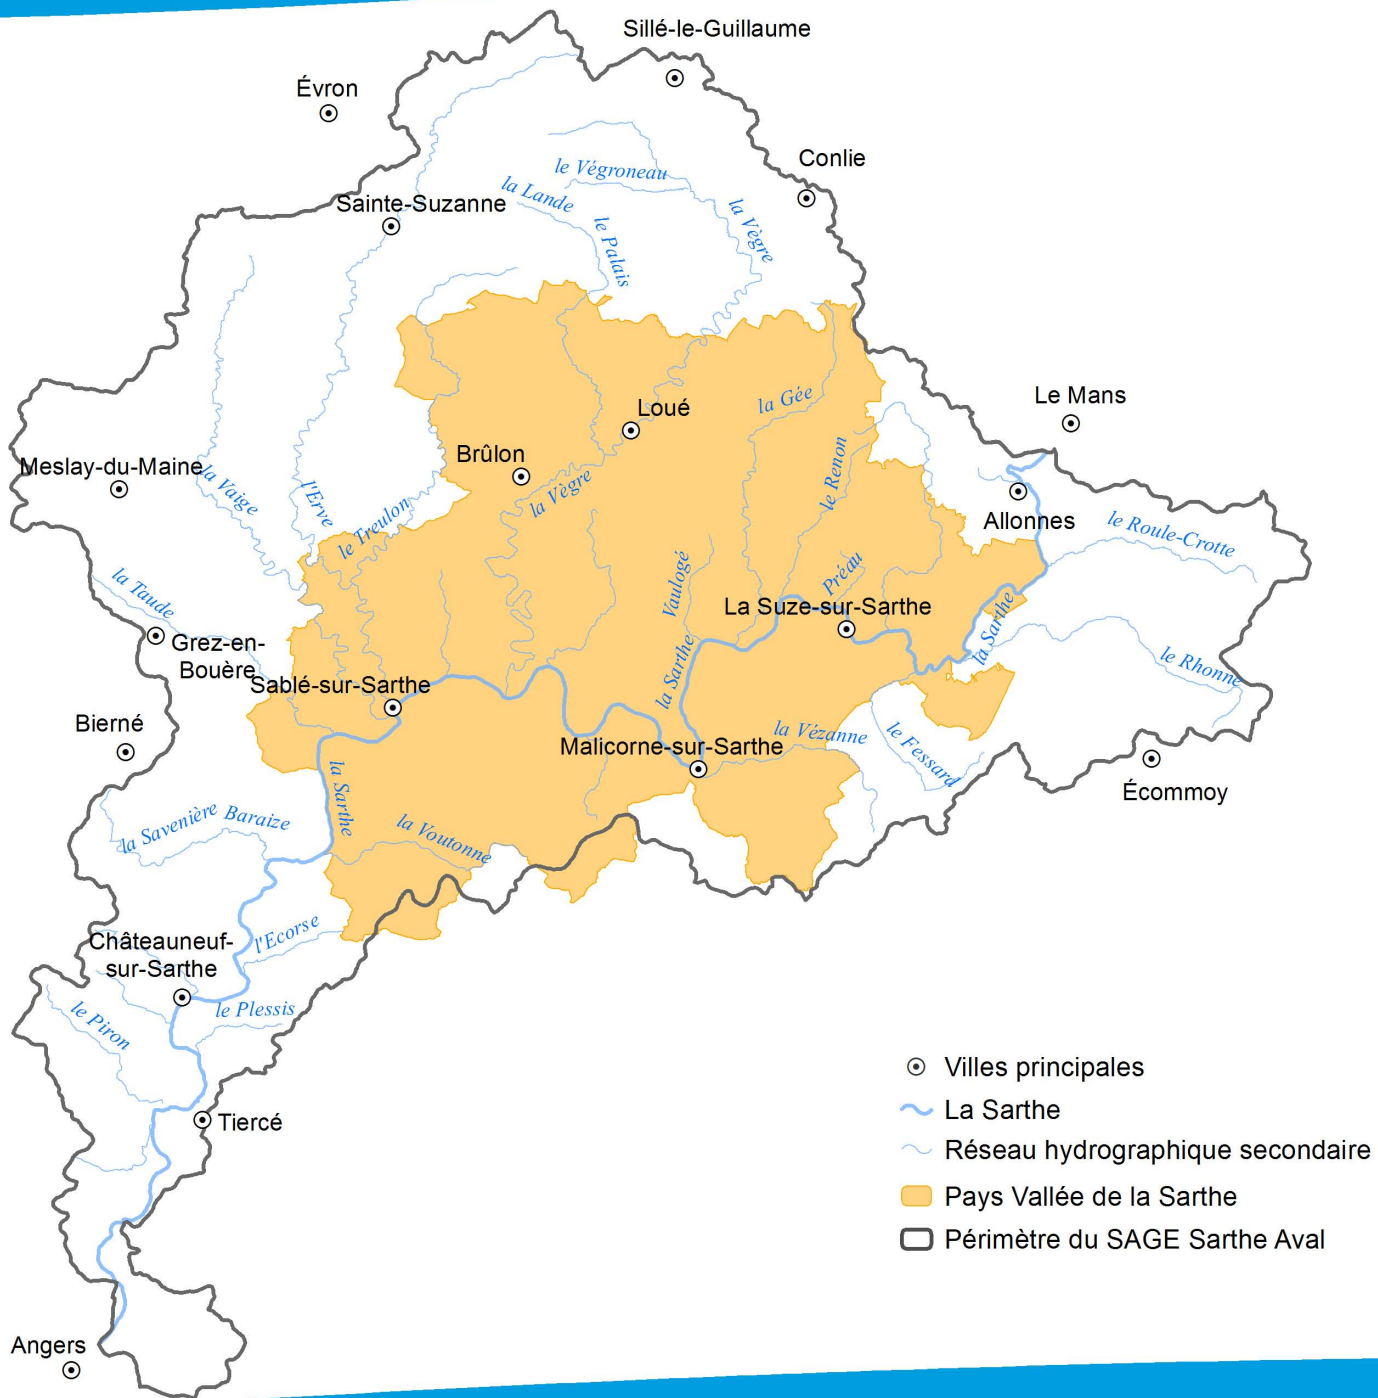 Sillé-le-Guillaume
Évron
Conlie
le Végroneau
la Lande
Sainte-Suzanne
le Palais
la Vègre
Le Mans
la Gée
Loué
Brûlon
Meslay-du-Maine
la Vaige
l'Erve
le Treulon
la Vègre
le Renon
Allonnes
le Roule-Crotte
la Taude
Vaulogé
Préau
La Suze-sur-Sarthe
la Sarthe
Grez-en-
Bouère
la Sarthe
le Rhonne
Sablé-sur-Sarthe
Bierné
Malicorne-sur-Sarthe
la Vézanne
le Fessard
Écommoy
la Sarthe
la Savenière Baraize
la Voutonne
l'Ecorse
Châteauneuf-
sur-Sarthe
le Plessis
le Piron
Tiercé
Angers
Villes principales
La Sarthe
Réseau hydrographique secondaire
Pays Vallée de la Sarthe
Périmètre du SAGE Sarthe Aval